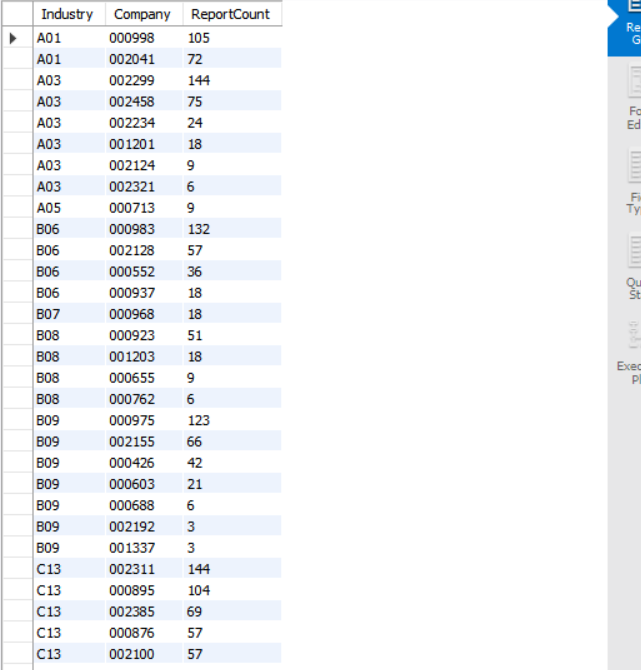 Industry Company ReportCount
A01 000998 105
A01 002041 72
A03 002299 144
A03 002458 75
A03 002234 24
A03 001201 18
A03 002124 9
A03 002321 6
A05 000713 9
B06 000983 132
B06 002128 57
B06 000552 36
B06 000937 18
B07 000968 18
B08 000923 51
B08 001203 18
B08 000655 9
B08 000762 6
B09 000975 123
B09 002155 66
B09 000426 42
B09 000603 21
B09 000688 6
B09 002192 3
B09 001337 3
C13 002311 144
C13 000895 104
C13 002385 69
C13 000876 57
C13 002100 57
Re
G
Fo
Ed
Fi
Ty
Qu
St
Exec
Pl